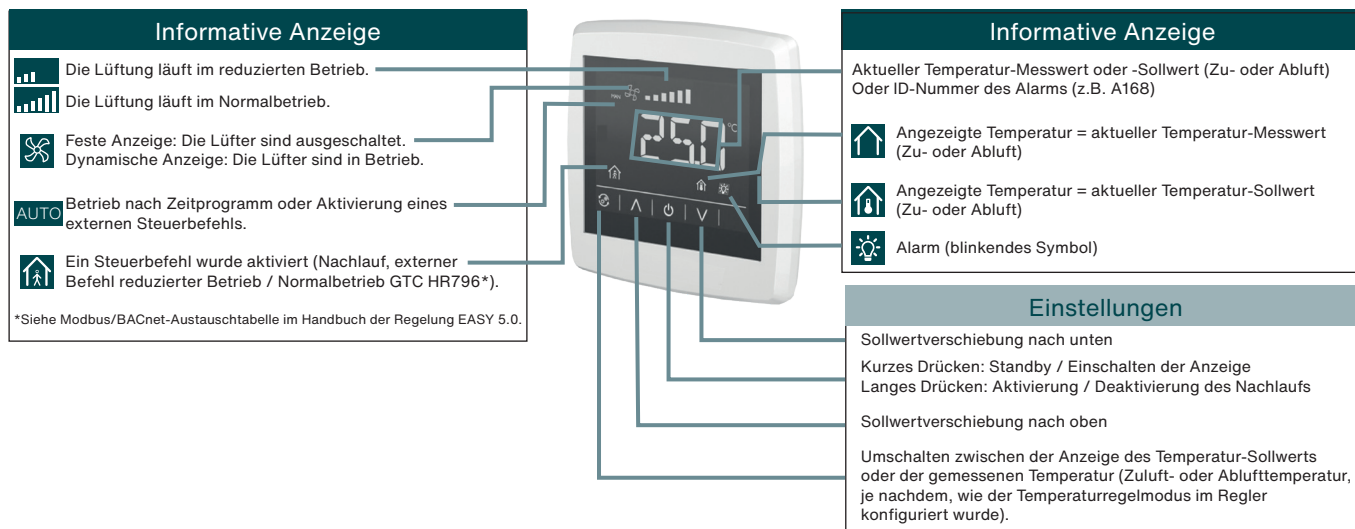 Informative Anzeige
Die Lüftung läuft im reduzierten Betrieb.
Die Lüftung läuft im Normalbetrieb.
Feste Anzeige: Die Lüfter sind ausgeschaltet.
Dynamische Anzeige: Die Lüfter sind in Betrieb.
AUTO
Betrieb nach Zeitprogramm oder Aktivierung eines
externen Steuerbefehls.
Ein Steuerbefehl wurde aktiviert (Nachlauf, externer
Befehl reduzierter Betrieb / Normalbetrieb GTC HR796*).
*Siehe Modbus/BACnet-Austauschtabelle im Handbuch der Regelung EASY 5.0.
25.0
°C
Informative Anzeige
Aktueller Temperatur-Messwert oder -Sollwert (Zu- oder Abluft)
Oder ID-Nummer des Alarms (z.B. A168)
Angezeigte Temperatur = aktueller Temperatur-Messwert
(Zu- oder Abluft)
Angezeigte Temperatur = aktueller Temperatur-Sollwert
(Zu- oder Abluft)
Alarm (blinkendes Symbol)
Einstellungen
Sollwertverschiebung nach unten
Kurzes Drücken: Standby / Einschalten der Anzeige
Langes Drücken: Aktivierung / Deaktivierung des Nachlaufs
Sollwertverschiebung nach oben
Umschalten zwischen der Anzeige des Temperatur-Sollwerts
oder der gemessenen Temperatur (Zuluft- oder Ablufttemperatur,
je nachdem, wie der Temperaturregelmodus im Regler
konfiguriert wurde).